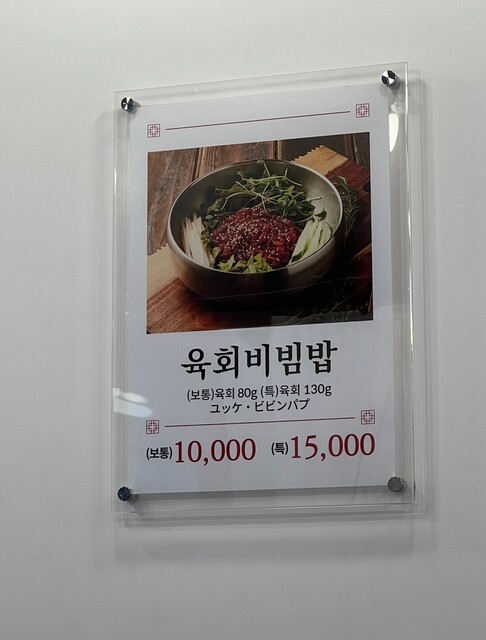 육회비빔밥
(보통)육회 80g (특)육회 130g
ユッケ・ビビンパプ
(보통)10,000 (특)15,000